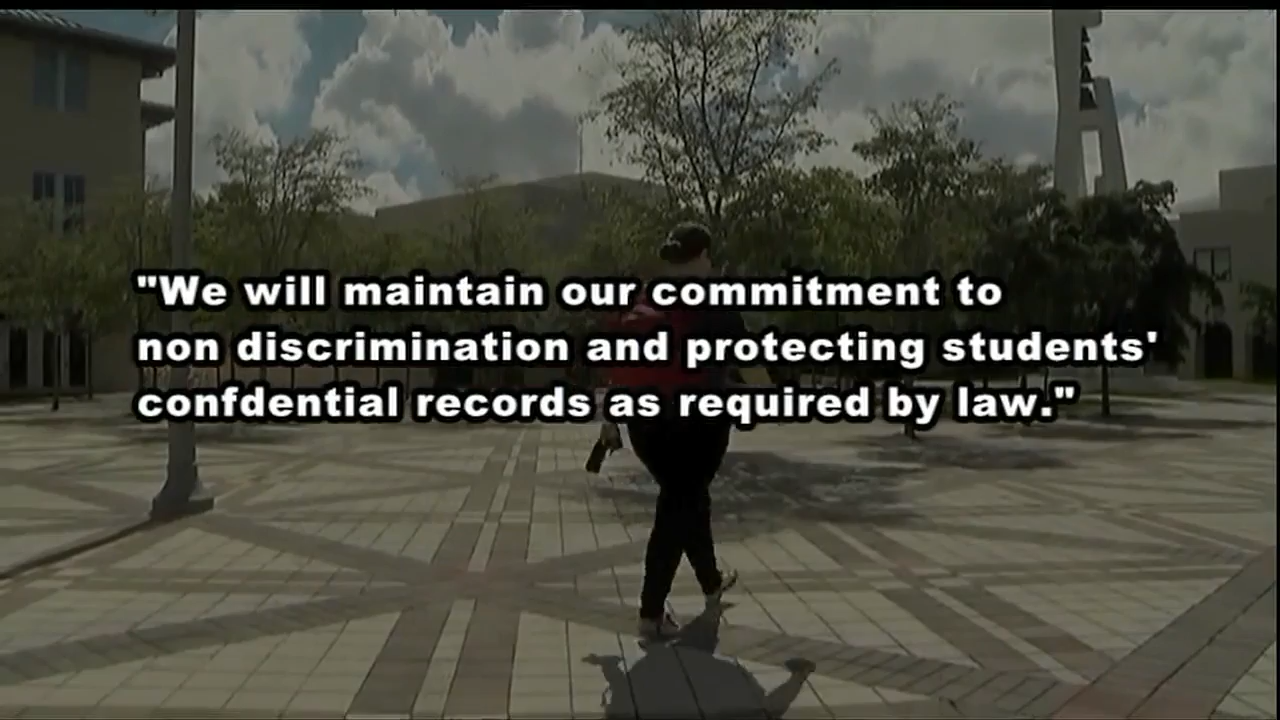 "We will maintain our commitment to
non discrimination and protecting students'
confdential records as required by law."